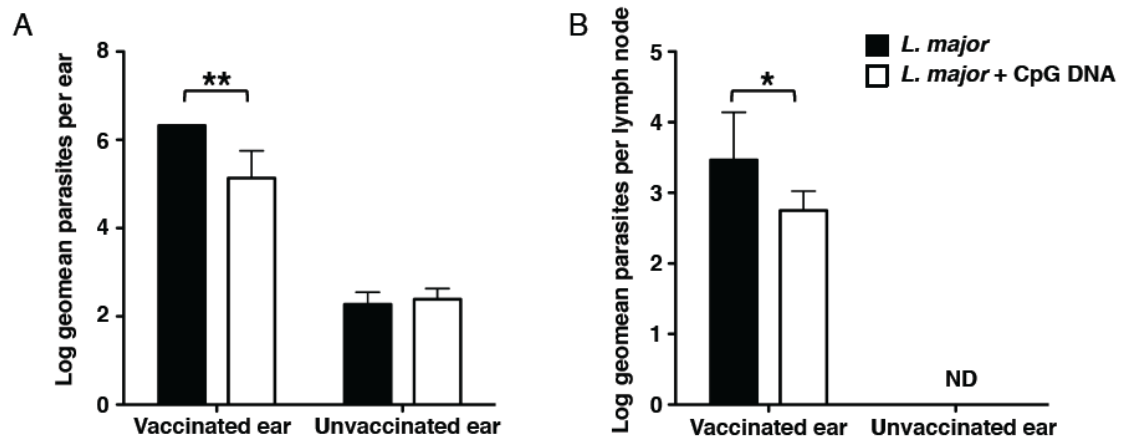 A
Log geomean parasites per ear
8
6
4
2
0
**
Vaccinated ear
Unvaccinated ear
B
Log geomean parasites per lymph node
5
4
3
2
1
0
*
ND
Vaccinated ear
Unvaccinated ear
L. major
L. major + CpG DNA